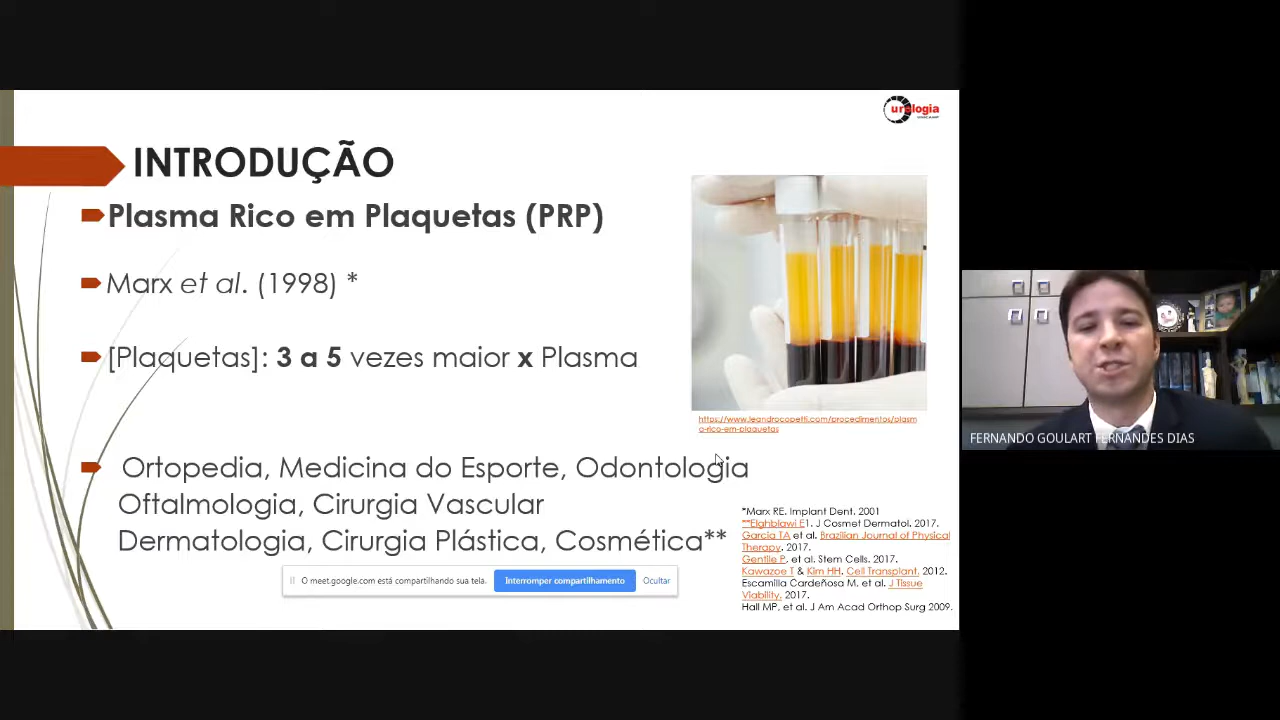 urologia
INTRODUÇÃO
Plasma Rico em Plaquetas (PRP)
Marx et al. (1998) *
[Plaquetas]: 3 a 5 vezes maior x Plasma
https://www.leandrocopetti.com/procedimentos/plasm
o-rico-em-plaquetas
Ortopedia, Medicina do Esporte, Odontologia
Oftalmologia, Cirurgia Vascular
Dermatologia, Cirurgia Plástica, Cosmética**
*Marx RE. Implant Dent. 2001
**Elghblawi E1. J Cosmet Dermatol. 2017.
Garcia TA et al. Brazilian Journal of Physical
Therapy. 2017.
Gentile P. et al. Stem Cells. 2017.
Kawazoe T & Kim HH. Cell Transplant. 2012.
Escamilla Cardeñosa M. et al. J Tissue
Viability. 2017.
Hall MP. et al. J Am Acad Orthop Surg 2009.
O meet.google.com está compartilhando sua tela.
Interromper compartilhamento
Ocultar
FERNANDO GOULART FERNANDES DIAS